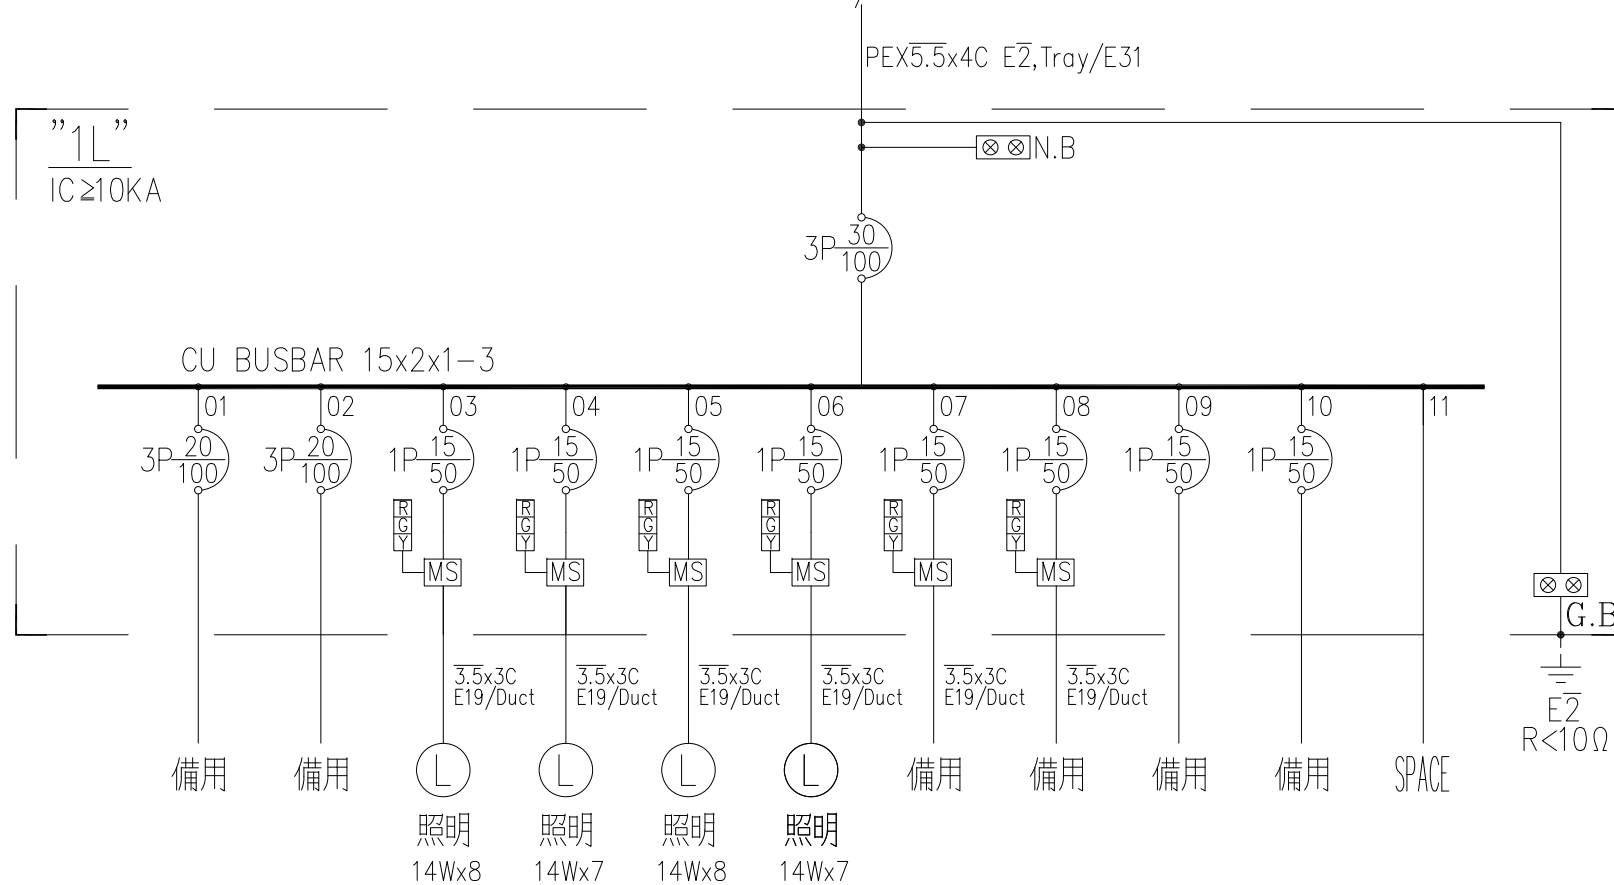 PEX5.5x4C E2,Tray/E31
"1L"
IC≧10KA
N.B
3P 30
100
CU BUSBAR 15x2x1-3
01 02 03 04 05 06 07 08 09 10 11
3P 20 3P 20 1P 15 1P 15 1P 15 1P 15 1P 15 1P 15 1P 15 1P 15
100 100 50 50 50 50 50 50 50 50
R R R R R R
G G G G G G
Y Y Y Y Y Y
MS MS MS MS MS MS
G.B
3.5x3C 3.5x3C 3.5x3C 3.5x3C 3.5x3C 3.5x3C
E19/Duct E19/Duct E19/Duct E19/Duct E19/Duct E19/Duct
E2
R<10Ω
備用 備用 L L L L 備用 備用 備用 備用 SPACE
照明 照明 照明 照明
14Wx8 14Wx7 14Wx8 14Wx7